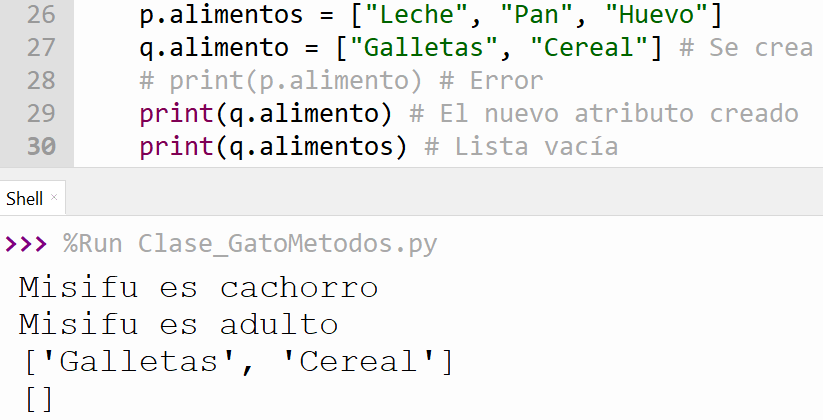 26 p.alimentos = ["Leche", "Pan", "Huevo"]
27 q.alimento = ["Galletas", "Cereal"] # Se crea
28 # print(p.alimento) # Error
29 print(q.alimento) # El nuevo atributo creado
30 print(q.alimentos) # Lista vacía
Shell ×
>>> %Run Clase_GatoMetodos.py
Misifu es cachorro
Misifu es adulto
['Galletas', 'Cereal']
[]